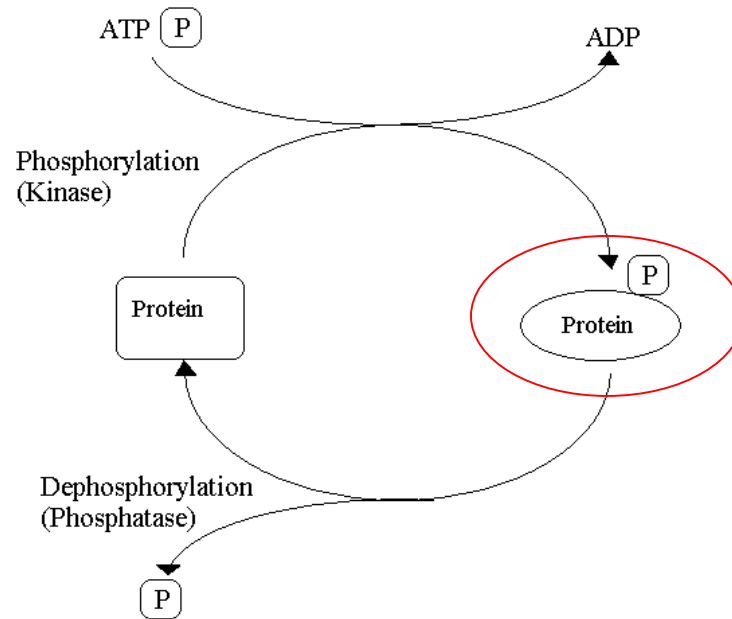 ATP P
ADP
Phosphorylation
(Kinase)
P
Protein
Protein
Dephosphorylation
(Phosphatase)
P